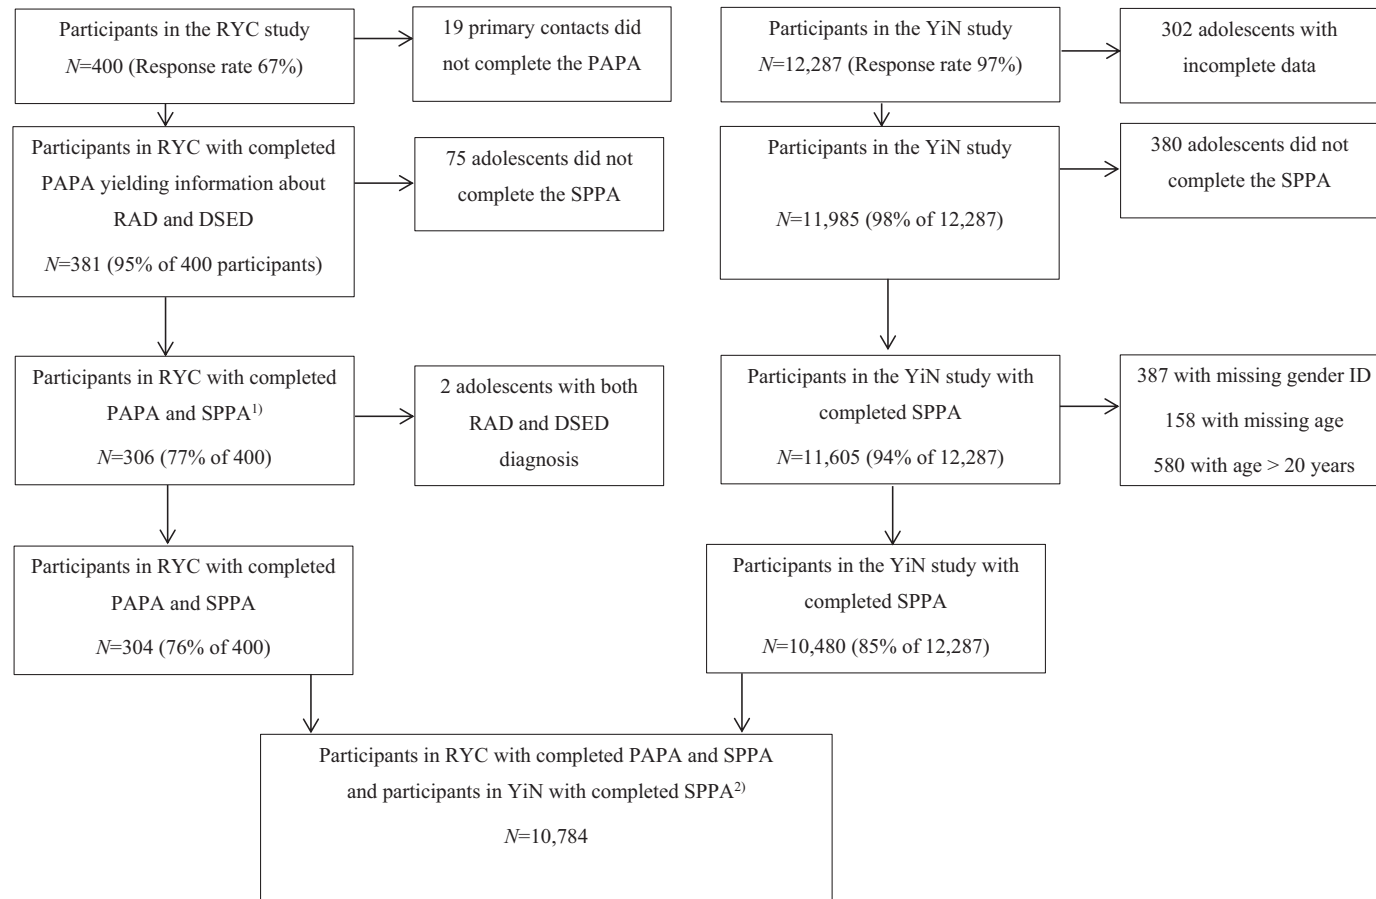 Participants in the RYC study
N=400 (Response rate 67%)
19 primary contacts did
not complete the PAPA
Participants in the YiN study
N=12,287 (Response rate 97%)
302 adolescents with
incomplete data
Participants in RYC with completed
PAPA yielding information about
RAD and DSED
N=381 (95% of 400 participants)
75 adolescents did not
complete the SPPA
Participants in the YiN study
N=11,985 (98% of 12,287)
380 adolescents did not
complete the SPPA
Participants in RYC with completed
PAPA and SPPA1)
N=306 (77% of 400)
2 adolescents with both
RAD and DSED
diagnosis
Participants in the YiN study with
completed SPPA
N=11,605 (94% of 12,287)
387 with missing gender ID
158 with missing age
580 with age > 20 years
Participants in RYC with completed
PAPA and SPPA
N=304 (76% of 400)
Participants in the YiN study with
completed SPPA
N=10,480 (85% of 12,287)
Participants in RYC with completed PAPA and SPPA
and participants in YiN with completed SPPA2)
N=10,784